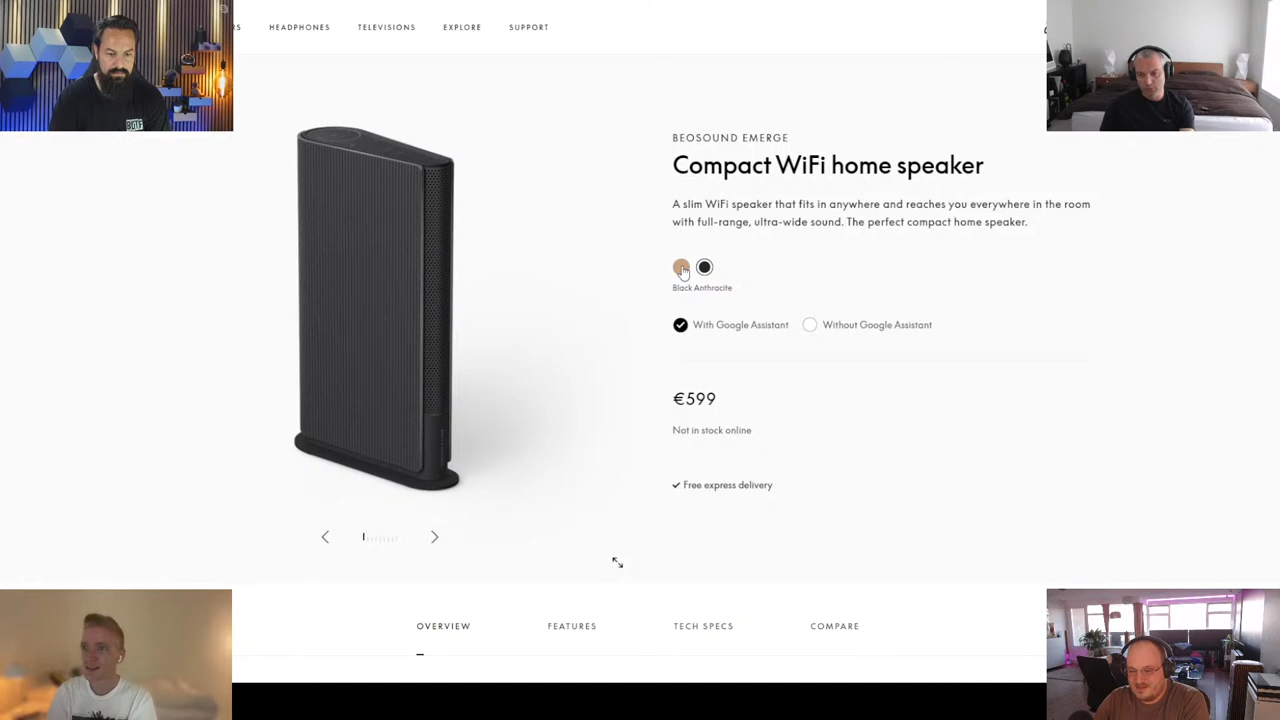 HEADPHONES
TELEVISIONS
EXPLORE
SUPPORT
BEOSOUND EMERGE
Compact WiFi home speaker
A slim WiFi speaker that fits in anywhere and reaches you everywhere in the room
with full-range, ultra-wide sound. The perfect compact home speaker.
Black Anthracite
With Google Assistant
Without Google Assistant
€599
Not in stock online
Free express delivery
OVERVIEW
FEATURES
TECH SPECS
COMPARE